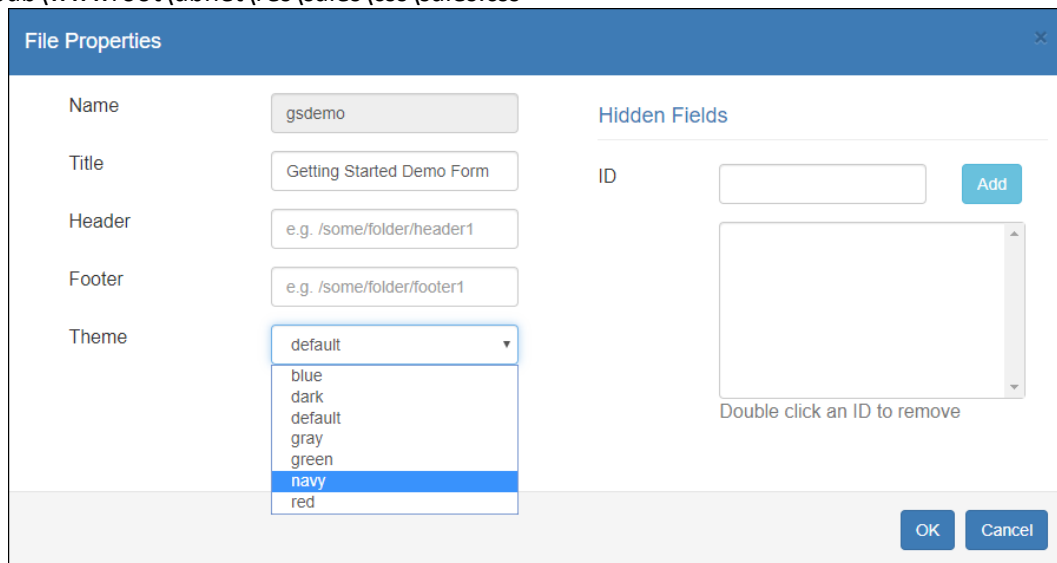 File Properties
×
Name
gsdemo
Title
Getting Started Demo Form
Header
e.g. /some/folder/header1
Footer
e.g. /some/folder/footer1
Theme
default
blue
dark
default
gray
green
navy
red
Hidden Fields
ID
Add
Double click an ID to remove
OK
Cancel